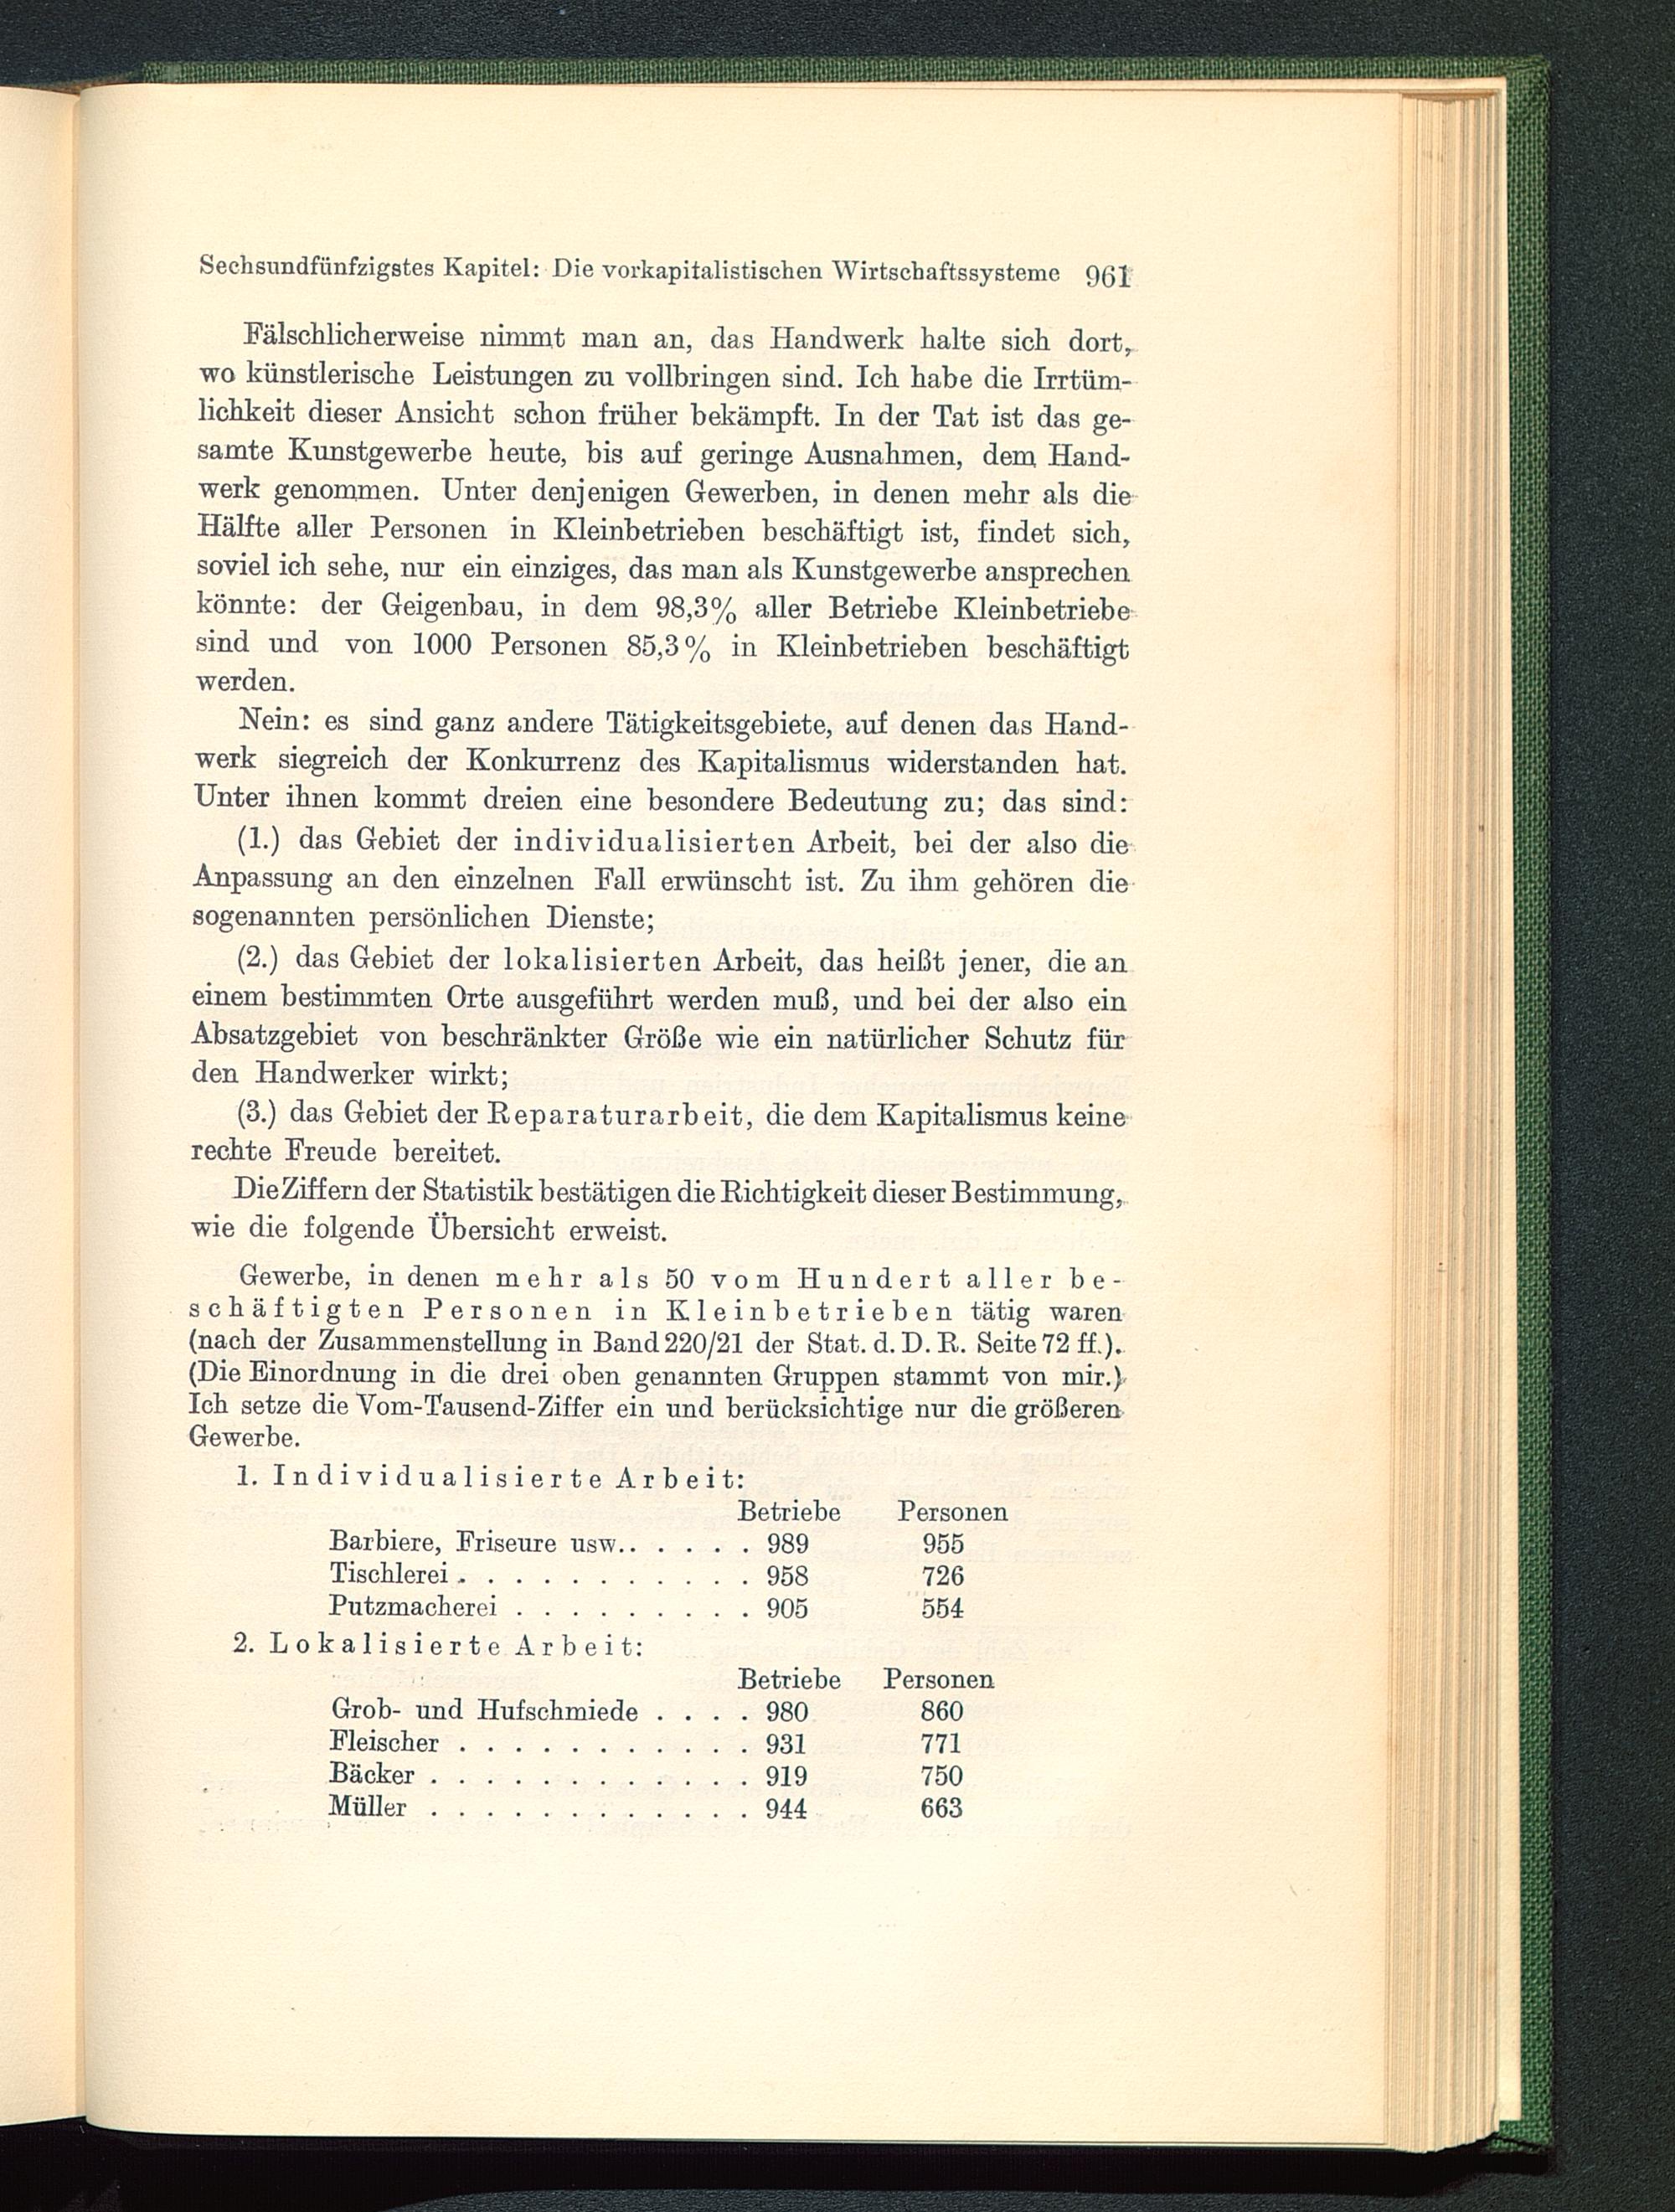 Sechsundfünfzigstes Kapitel: Die vorkapitalistischen Wirtschaftssysteme 961
Fälschlicherweise nimmt man an, das Handwerk halte sich dort,
wo künstlerische Leistungen zu vollbringen sind. Ich habe die Irrtüm-
lichkeit dieser Ansicht schon früher bekämpft. In der Tat ist das ge-
samte Kunstgewerbe heute, bis auf geringe Ausnahmen, dem Hand-
werk genommen. Unter denjenigen Gewerben, in denen mehr als die
Hälfte aller Personen in Kleinbetrieben beschäftigt ist, findet sich,
soviel ich sehe, nur ein einziges, das man als Kunstgewerbe ansprechen
könnte: der Geigenbau, in dem 98,3% aller Betriebe Kleinbetriebe
sind und von 1000 Personen 85,3% in Kleinbetrieben beschäftigt
werden.
Nein: es sind ganz andere Tätigkeitsgebiete, auf denen das Hand-
werk siegreich der Konkurrenz des Kapitalismus widerstanden hat.
Unter ihnen kommt dreien eine besondere Bedeutung zu; das sind:
(1.) das Gebiet der individualisierten Arbeit, bei der also die
Anpassung an den einzelnen Fall erwünscht ist. Zu ihm gehören die
sogenannten persönlichen Dienste;
(2.) das Gebiet der lokalisierten Arbeit, das heißt jener, die an
einem bestimmten Orte ausgeführt werden muß, und bei der also ein
Absatzgebiet von beschränkter Größe wie ein natürlicher Schutz für
den Handwerker wirkt;
(3.) das Gebiet der Reparaturarbeit, die dem Kapitalismus keine
rechte Freude bereitet.
Die Ziffern der Statistik bestätigen die Richtigkeit dieser Bestimmung,
wie die folgende Übersicht erweist.
Gewerbe, in denen mehr als 50 vom Hundert aller be-
schäftigten Personen in Kleinbetrieben tätig waren
(nach der Zusammenstellung in Band 220/21 der Stat. d. D. R. Seite 72 ff.).
(Die Einordnung in die drei oben genannten Gruppen stammt von mir.)
Ich setze die Vom-Tausend-Ziffer ein und berücksichtige nur die größeren
Gewerbe.
1. Individualisierte Arbeit:
Betriebe Personen
Barbiere, Friseure usw. . . . . . 989 955
Tischlerei . . . . . . . . . . . 958 726
Putzmacherei . . . . . . . . . 905 554
2. Lokalisierte Arbeit:
Betriebe Personen
Grob- und Hufschmiede . . . . 980 860
Fleischer . . . . . . . . . . . 931 771
Bäcker . . . . . . . . . . . . 919 750
Müller . . . . . . . . . . . . 944 663